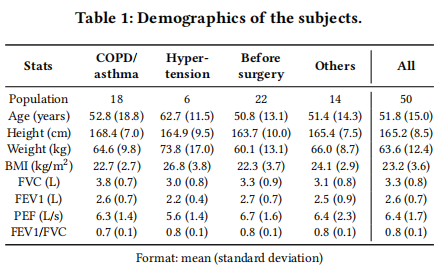 Table 1: Demographics of the subjects.
Stats COPD/ asthma Hyper- tension Before surgery Others All
Population 18 6 22 14 50
Age (years) 52.8 (18.8) 62.7 (11.5) 50.8 (13.1) 51.4 (14.3) 51.8 (15.0)
Height (cm) 168.4 (7.0) 164.9 (9.5) 163.7 (10.0) 165.4 (7.5) 165.2 (8.5)
Weight (kg) 64.6 (9.8) 73.8 (17.0) 60.1 (13.1) 66.0 (8.7) 63.6 (12.4)
BMI (kg/m²) 22.7 (2.7) 26.8 (3.8) 22.3 (3.7) 24.1 (2.9) 23.2 (3.6)
FVC (L) 3.8 (0.7) 3.0 (0.8) 3.3 (0.9) 3.1 (0.8) 3.3 (0.8)
FEV1 (L) 2.6 (0.7) 2.2 (0.4) 2.7 (0.7) 2.5 (0.9) 2.6 (0.7)
PEF (L/s) 6.3 (1.4) 5.6 (1.4) 6.7 (1.6) 6.4 (2.3) 6.4 (1.7)
FEV1/FVC 0.7 (0.1) 0.8 (0.1) 0.8 (0.1) 0.8 (0.1) 0.8 (0.1)
Format: mean (standard deviation)